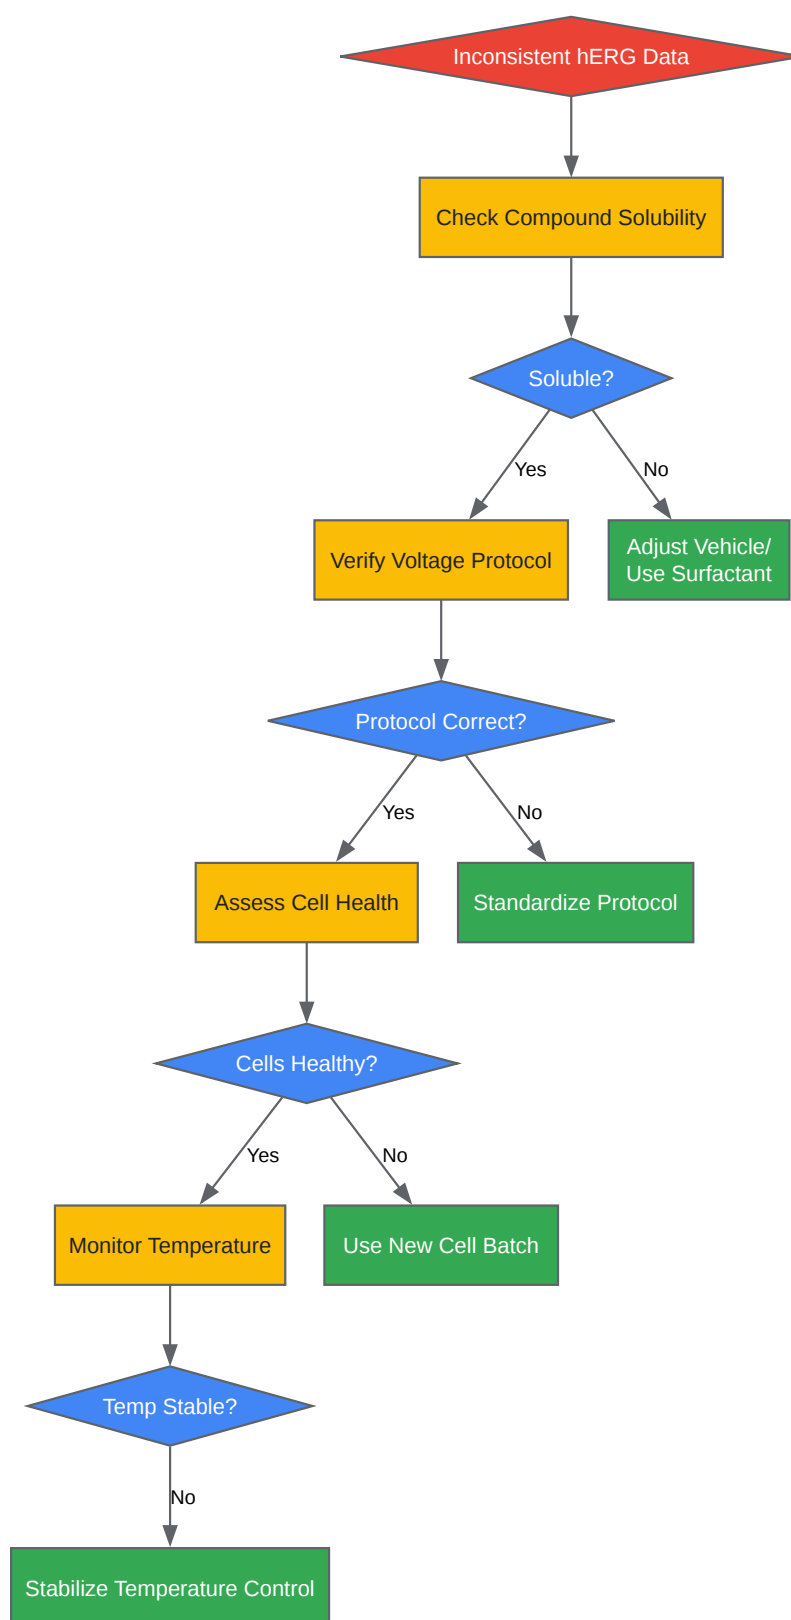 Inconsistent hERG Data
Check Compound Solubility
Soluble?
Yes
No
Verify Voltage Protocol
Adjust Vehicle/
Use Surfactant
Protocol Correct?
Yes
No
Assess Cell Health
Standardize Protocol
Cells Healthy?
Yes
No
Monitor Temperature
Use New Cell Batch
Temp Stable?
No
Stabilize Temperature Control